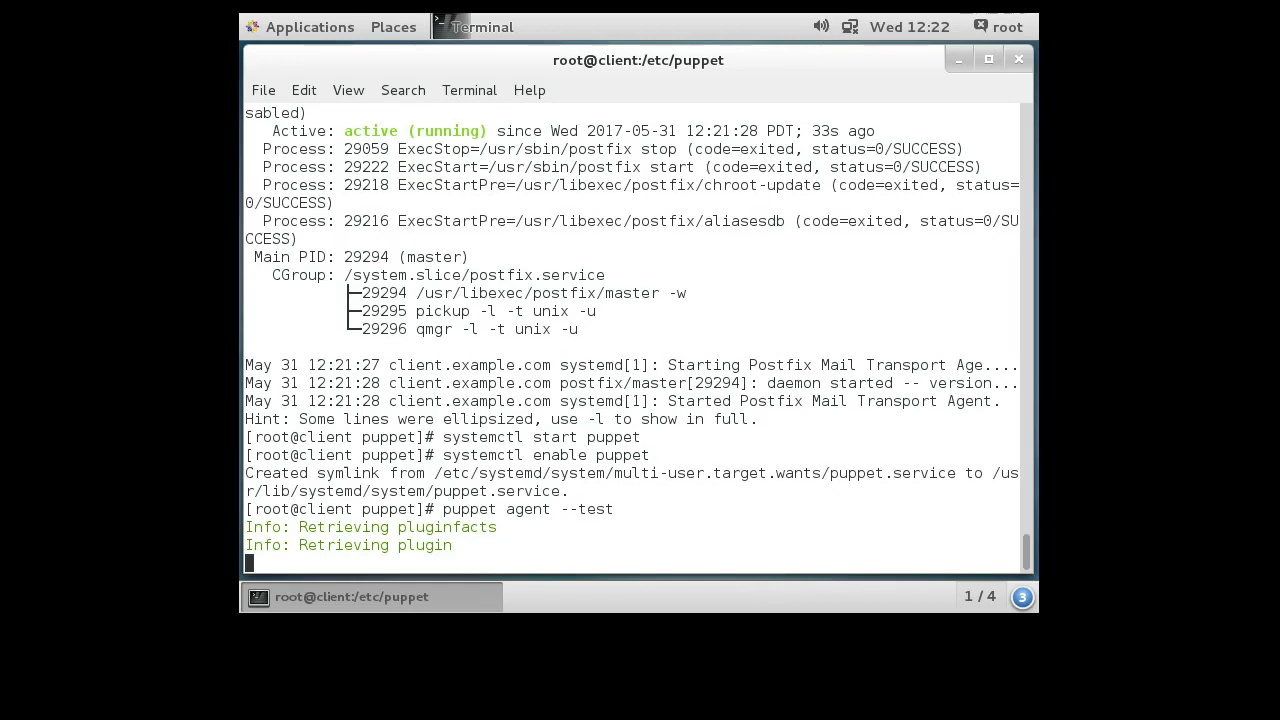 Applications Places Terminal Wed 12:22 root
root@client:/etc/puppet
File Edit View Search Terminal Help
sabled)
Active: active (running) since Wed 2017-05-31 12:21:28 PDT; 33s ago
Process: 29059 ExecStop=/usr/sbin/postfix stop (code=exited, status=0/SUCCESS)
Process: 29222 ExecStart=/usr/sbin/postfix start (code=exited, status=0/SUCCESS)
Process: 29218 ExecStartPre=/usr/libexec/postfix/chroot-update (code=exited, status=
0/SUCCESS)
Process: 29216 ExecStartPre=/usr/libexec/postfix/aliasesdb (code=exited, status=0/SU
CCESS)
Main PID: 29294 (master)
CGroup: /system.slice/postfix.service
├─29294 /usr/libexec/postfix/master -w
├─29295 pickup -l -t unix -u
└─29296 qmgr -l -t unix -u
May 31 12:21:27 client.example.com systemd[1]: Starting Postfix Mail Transport Age....
May 31 12:21:28 client.example.com postfix/master[29294]: daemon started -- version...
May 31 12:21:28 client.example.com systemd[1]: Started Postfix Mail Transport Agent.
Hint: Some lines were ellipsized, use -l to show in full.
[root@client puppet]# systemctl start puppet
[root@client puppet]# systemctl enable puppet
Created symlink from /etc/systemd/system/multi-user.target.wants/puppet.service to /us
r/lib/systemd/system/puppet.service.
[root@client puppet]# puppet agent --test
Info: Retrieving pluginfacts
Info: Retrieving plugin
root@client:/etc/puppet 1 / 4 3